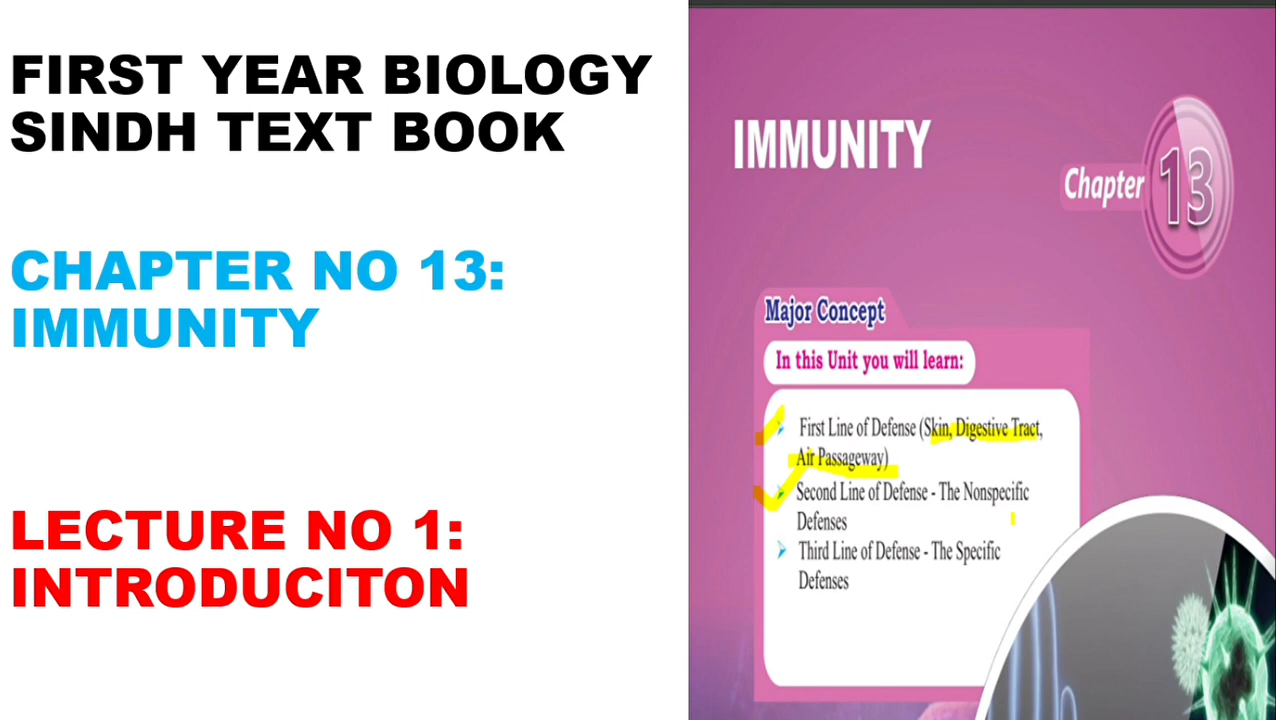 FIRST YEAR BIOLOGY
SINDH TEXT BOOK
CHAPTER NO 13:
IMMUNITY
LECTURE NO 1:
INTRODUCITON
IMMUNITY
Chapter 13
Major Concept
In this Unit you will learn:
First Line of Defense (Skin, Digestive Tract,
Air Passageway)
Second Line of Defense - The Nonspecific
Defenses
Third Line of Defense - The Specific
Defenses